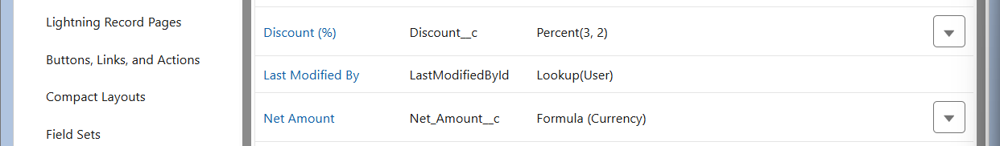 Lightning Record Pages
Buttons, Links, and Actions
Compact Layouts
Field Sets
Discount (%) Discount__c Percent(3, 2)
Last Modified By LastModifiedById Lookup(User)
Net Amount Net_Amount__c Formula (Currency)